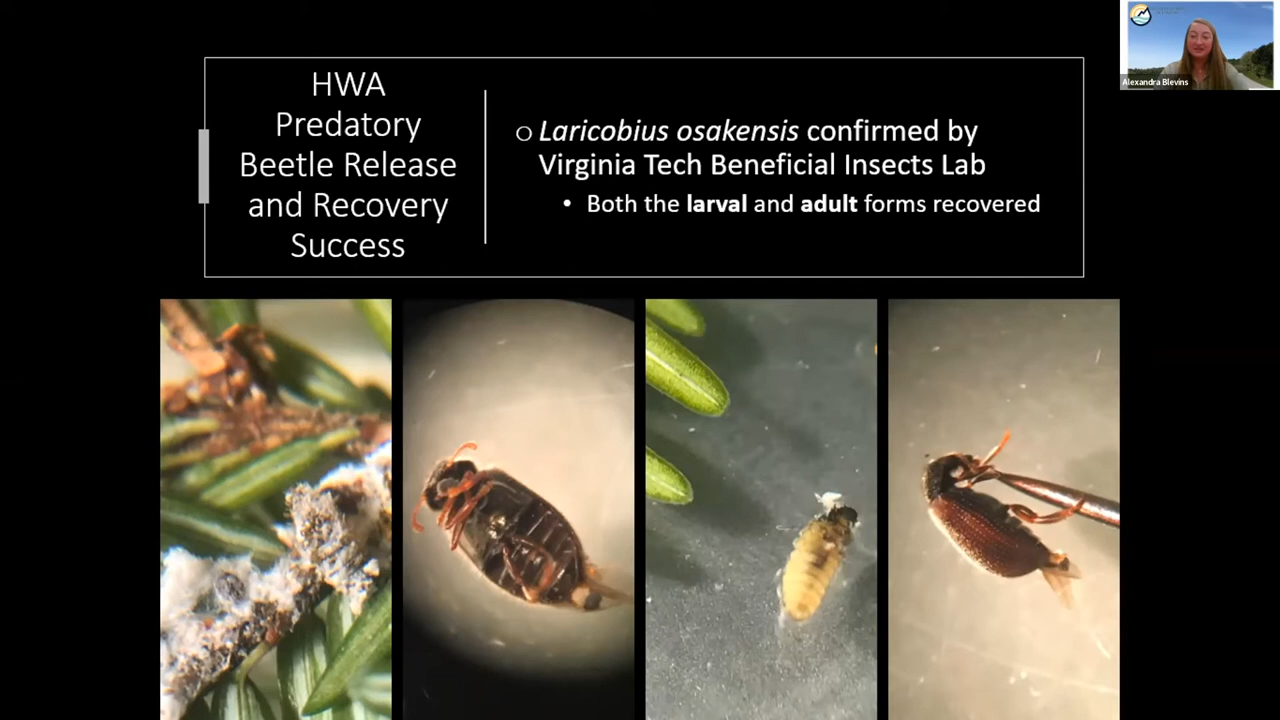 HWA
Predatory
Beetle Release
and Recovery
Success
○ Laricobius osakensis confirmed by
Virginia Tech Beneficial Insects Lab
• Both the larval and adult forms recovered
Alexandra Blevins